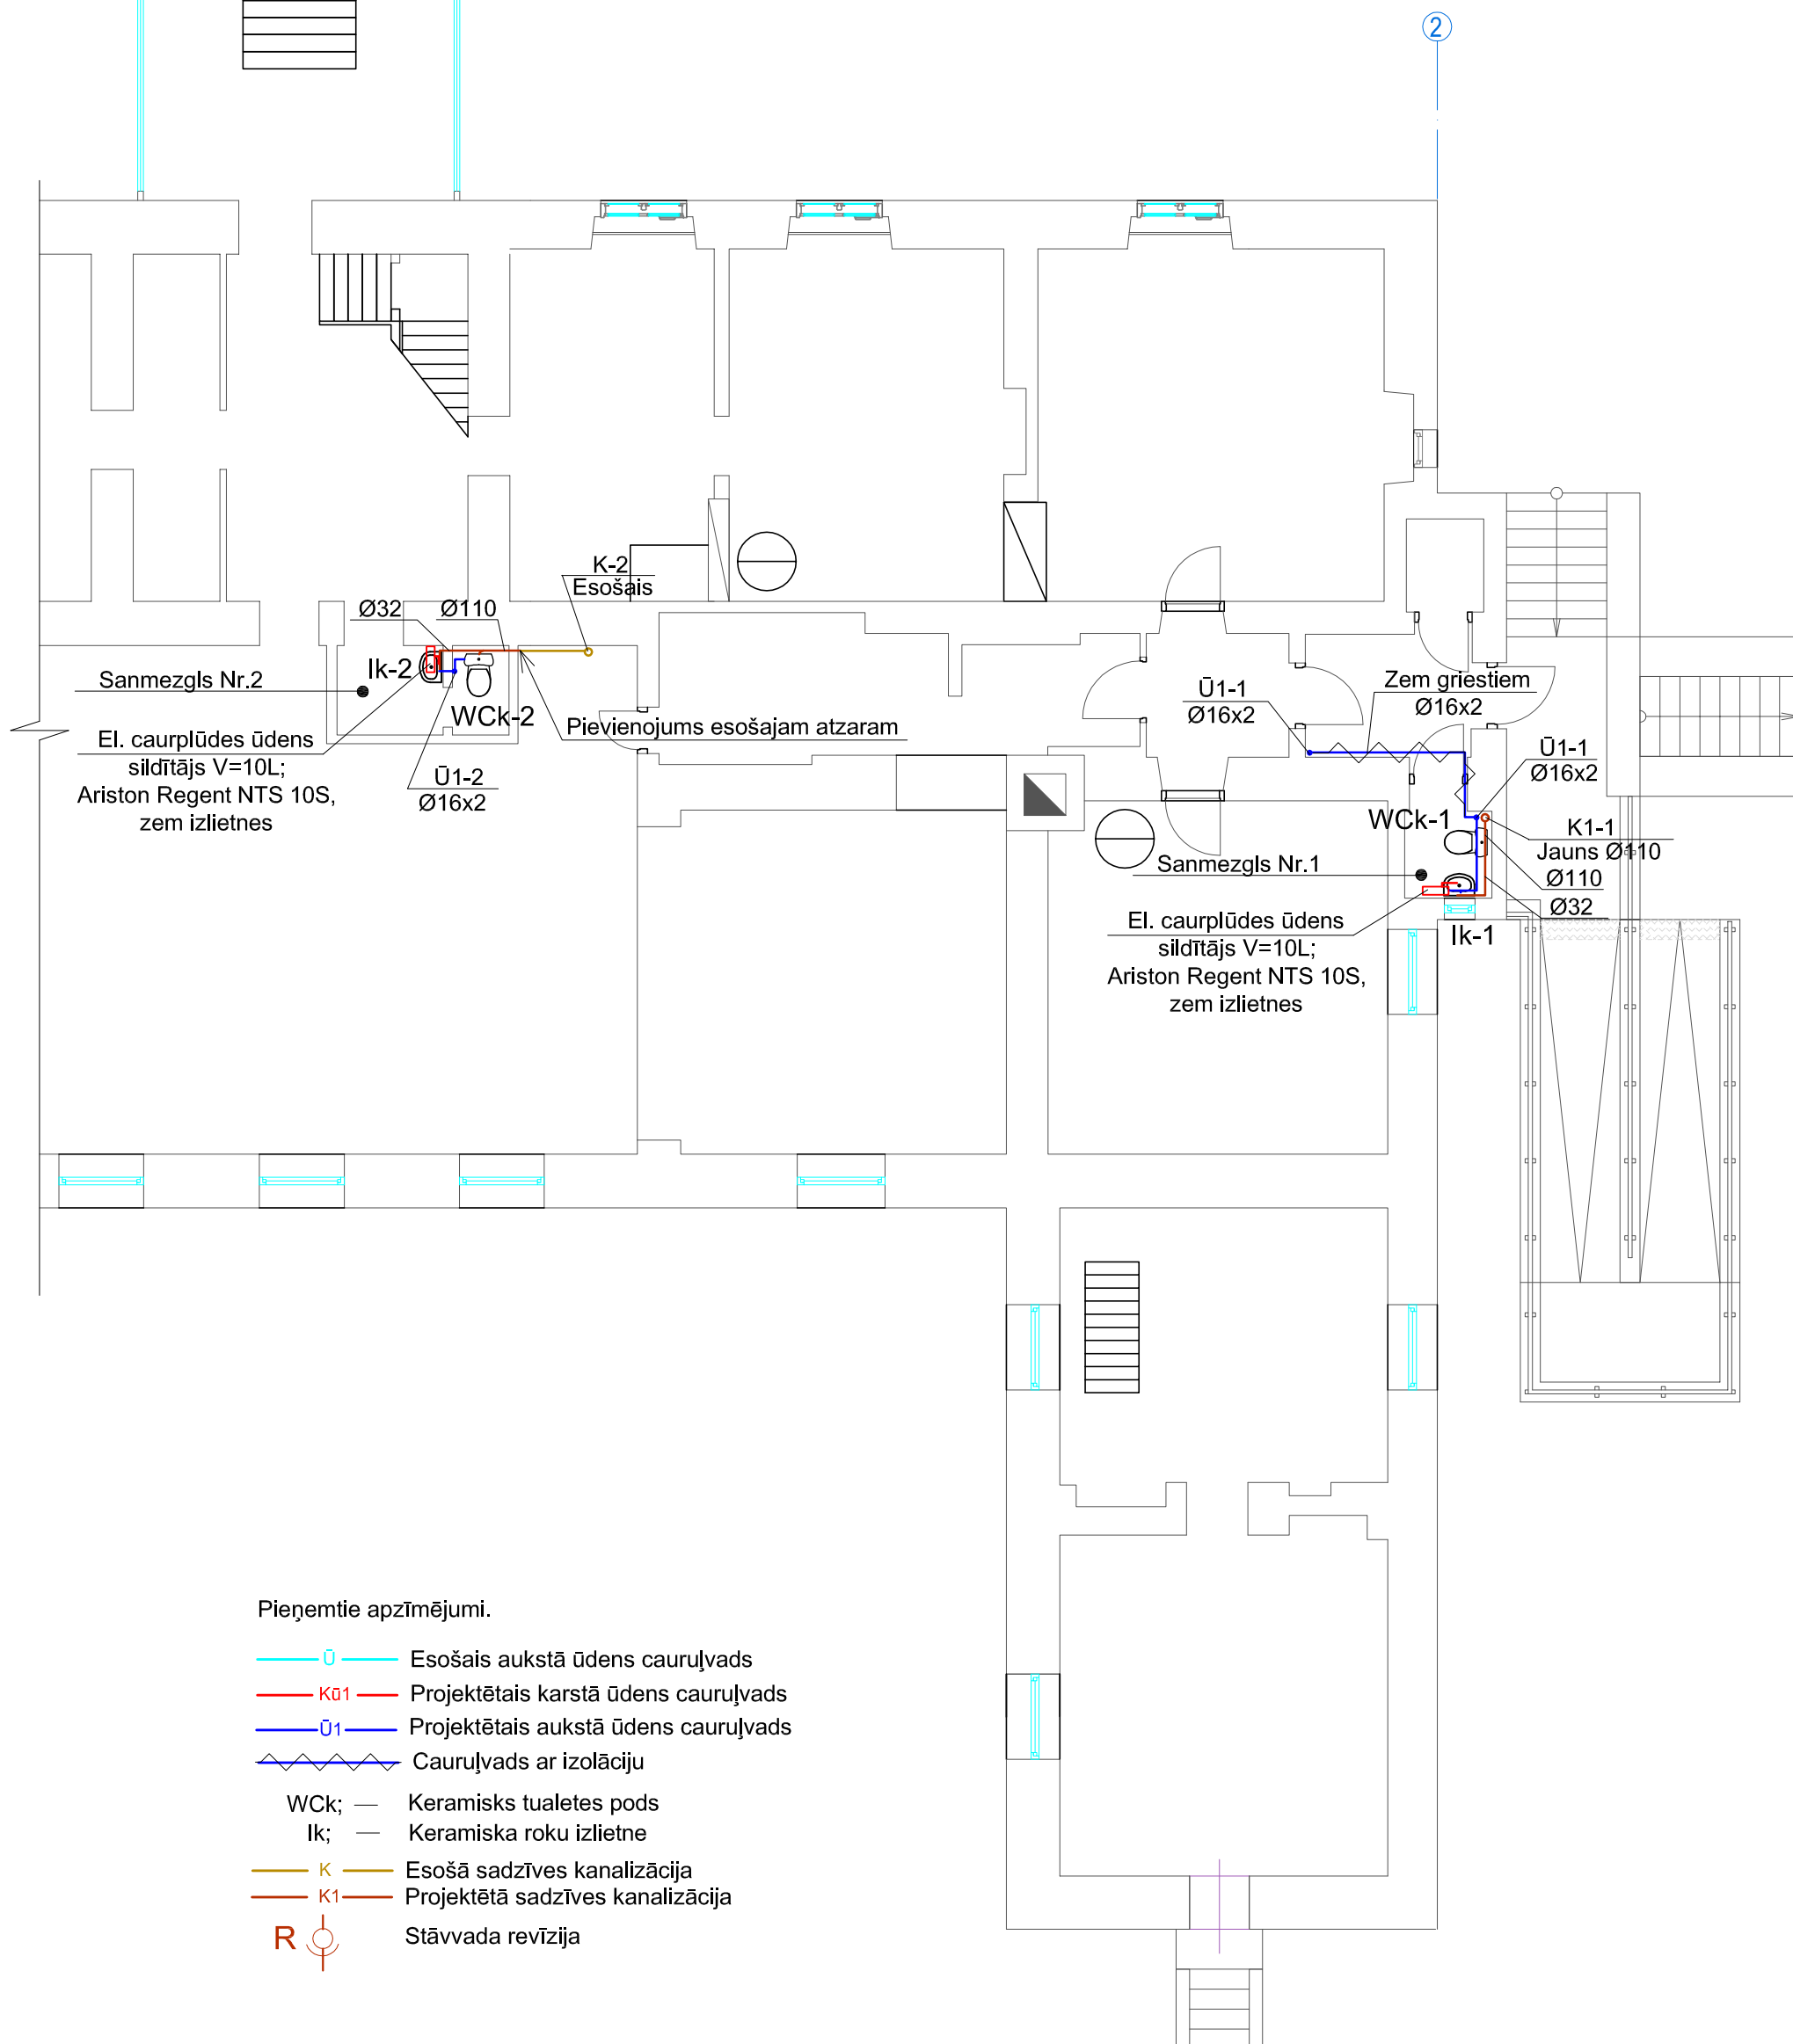 2
K-2
Esošais
Ø32
Ø110
Ik-2
Sanmezgls Nr.2
WCk-2
Pievienojums esošajam atzaram
El. caurplūdes ūdens
sildītājs V=10L;
Ariston Regent NTS 10S,
zem izlietnes
Ū1-2
Ø16x2
Ū1-1
Ø16x2
Zem griestiem
Ø16x2
Ū1-1
Ø16x2
WCk-1
K1-1
Jauns Ø110
Ø110
Ø32
Sanmezgls Nr.1
El. caurplūdes ūdens
sildītājs V=10L;
Ariston Regent NTS 10S,
zem izlietnes
Ik-1
Pieņemtie apzīmējumi.
Ū Esošais aukstā ūdens cauruļvads
Kū1 Projektētais karstā ūdens cauruļvads
Ū1 Projektētais aukstā ūdens cauruļvads
Cauruļvads ar izolāciju
WCk; — Keramisks tualetes pods
Ik; — Keramiska roku izlietne
K Esošā sadzīves kanalizācija
K1 Projektētā sadzīves kanalizācija
R Stāvvada revīzija